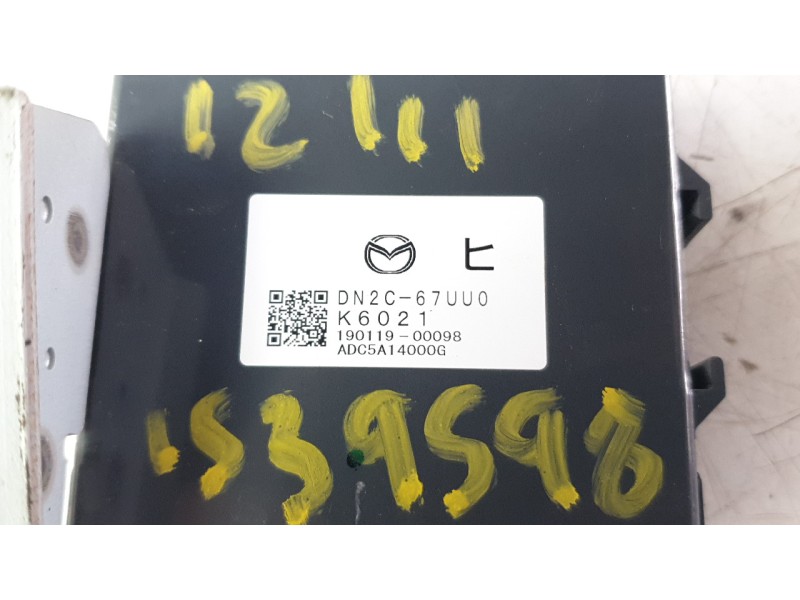 12 111
ヒ
DN2C-67UU0
K6021
190119-00098
ADC5A14000G
1539598